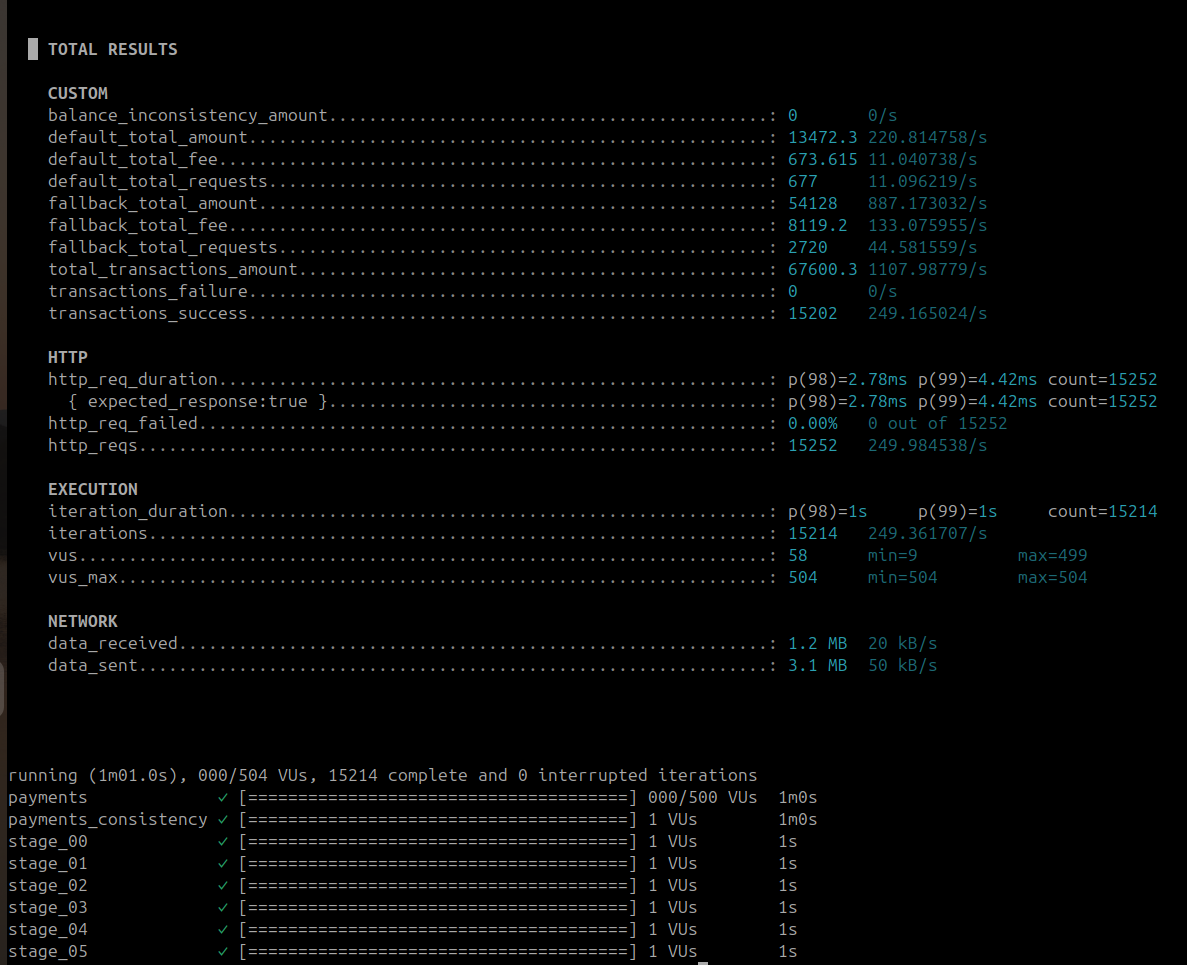 TOTAL RESULTS
CUSTOM
balance_inconsistency_amount............................................: 0 0/s
default_total_amount....................................................: 13472.3 220.814758/s
default_total_fee.......................................................: 673.615 11.040738/s
default_total_requests..................................................: 677 11.096219/s
fallback_total_amount...................................................: 54128 887.173032/s
fallback_total_fee......................................................: 8119.2 133.075955/s
fallback_total_requests.................................................: 2720 44.581559/s
total_transactions_amount...............................................: 67600.3 1107.98779/s
transactions_failure....................................................: 0 0/s
transactions_success....................................................: 15202 249.165024/s
HTTP
http_req_duration.......................................................: p(98)=2.78ms p(99)=4.42ms count=15252
{ expected_response:true }............................................: p(98)=2.78ms p(99)=4.42ms count=15252
http_req_failed.........................................................: 0.00% 0 out of 15252
http_reqs...............................................................: 15252 249.984538/s
EXECUTION
iteration_duration......................................................: p(98)=1s p(99)=1s count=15214
iterations..............................................................: 15214 249.361707/s
vus.....................................................................: 58 min=9 max=499
vus_max.................................................................: 504 min=504 max=504
NETWORK
data_received...........................................................: 1.2 MB 20 kB/s
data_sent...............................................................: 3.1 MB 50 kB/s
running (1m01.0s), 000/504 VUs, 15214 complete and 0 interrupted iterations
payments ✓ [======================================] 000/500 VUs 1m0s
payments_consistency ✓ [======================================] 1 VUs 1m0s
stage_00 ✓ [======================================] 1 VUs 1s
stage_01 ✓ [======================================] 1 VUs 1s
stage_02 ✓ [======================================] 1 VUs 1s
stage_03 ✓ [======================================] 1 VUs 1s
stage_04 ✓ [======================================] 1 VUs 1s
stage_05 ✓ [======================================] 1 VUs 1s